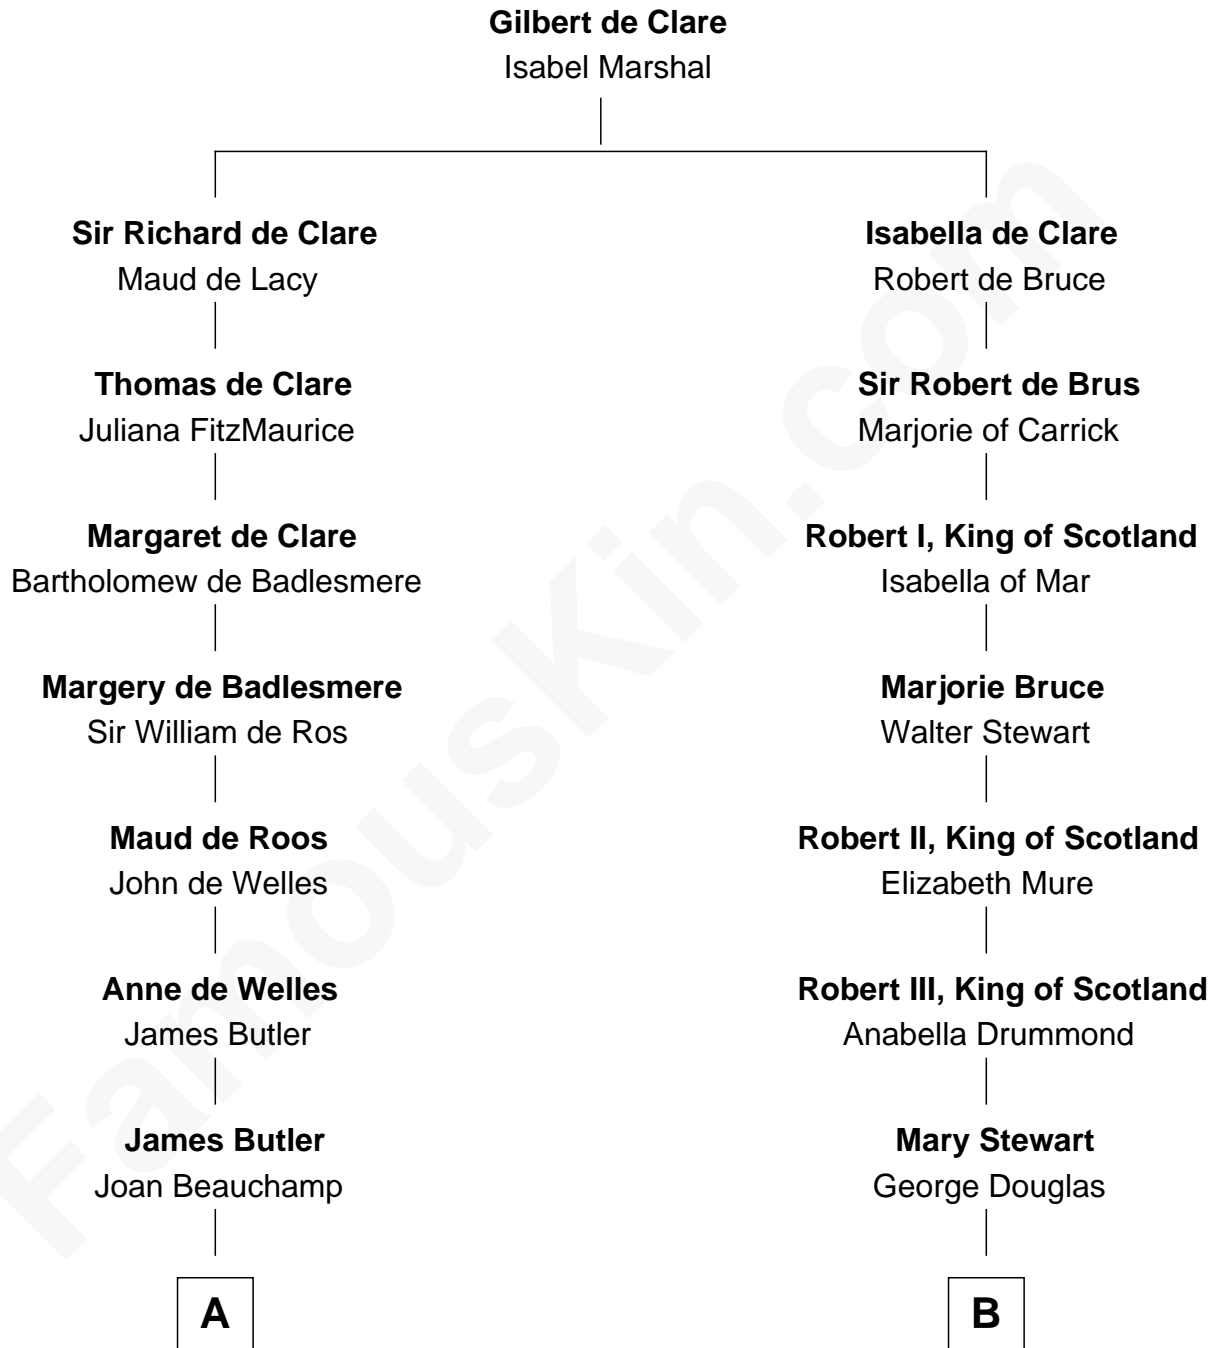 Gilbert de Clare
Isabel Marshal
Sir Richard de Clare
Maud de Lacy
Thomas de Clare
Juliana FitzMaurice
Margaret de Clare
Bartholomew de Badlesmere
Margery de Badlesmere
Sir William de Ros
Maud de Roos
John de Welles
Anne de Welles
James Butler
James Butler
Joan Beauchamp
A
Isabella de Clare
Robert de Bruce
Sir Robert de Brus
Marjorie of Carrick
Robert I, King of Scotland
Isabella of Mar
Marjorie Bruce
Walter Stewart
Robert II, King of Scotland
Elizabeth Mure
Robert III, King of Scotland
Anabella Drummond
Mary Stewart
George Douglas
B
FamousKin.com